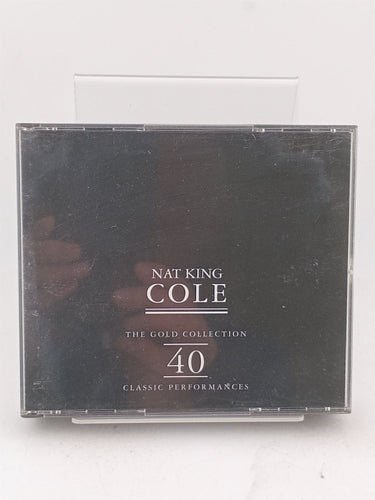 NAT KING
COLE
THE GOLD COLLECTION
40
CLASSIC PERFORMANCES